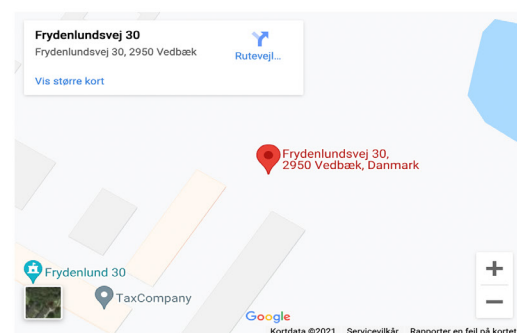 Frydenlundsvej 30
Frydenlundsvej 30, 2950 Vedbæk
Rutevejl...
Vis større kort
Frydenlundsvej 30,
2950 Vedbæk, Danmark
Frydenlund 30
TaxCompany
Google
Kortdata ©2021 Servicevilkår Rapporter en fejl på kortet